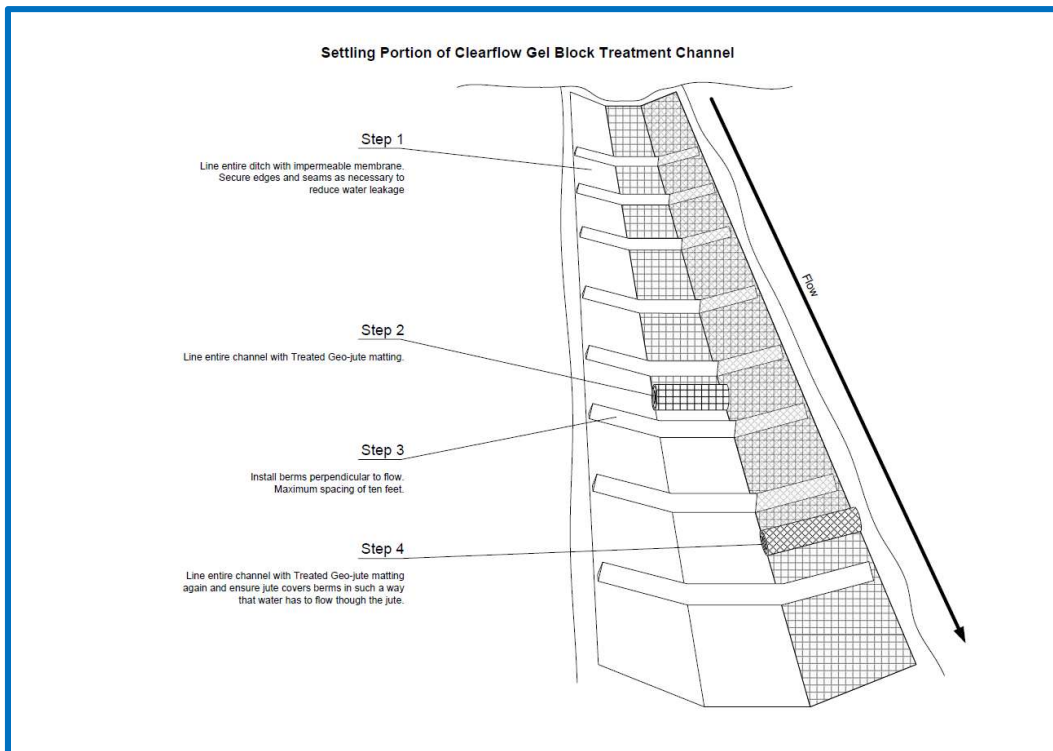 Settling Portion of Clearflow Gel Block Treatment Channel
Step 1
Line entire ditch with impermeable membrane.
Secure edges and seams as necessary to
reduce water leakage
Flow
Step 2
Line entire channel with Treated Geo-jute matting.
Step 3
Install berms perpendicular to flow.
Maximum spacing of ten feet.
Step 4
Line entire channel with Treated Geo-jute matting
again and ensure jute covers berms in such a way
that water has to flow though the jute.